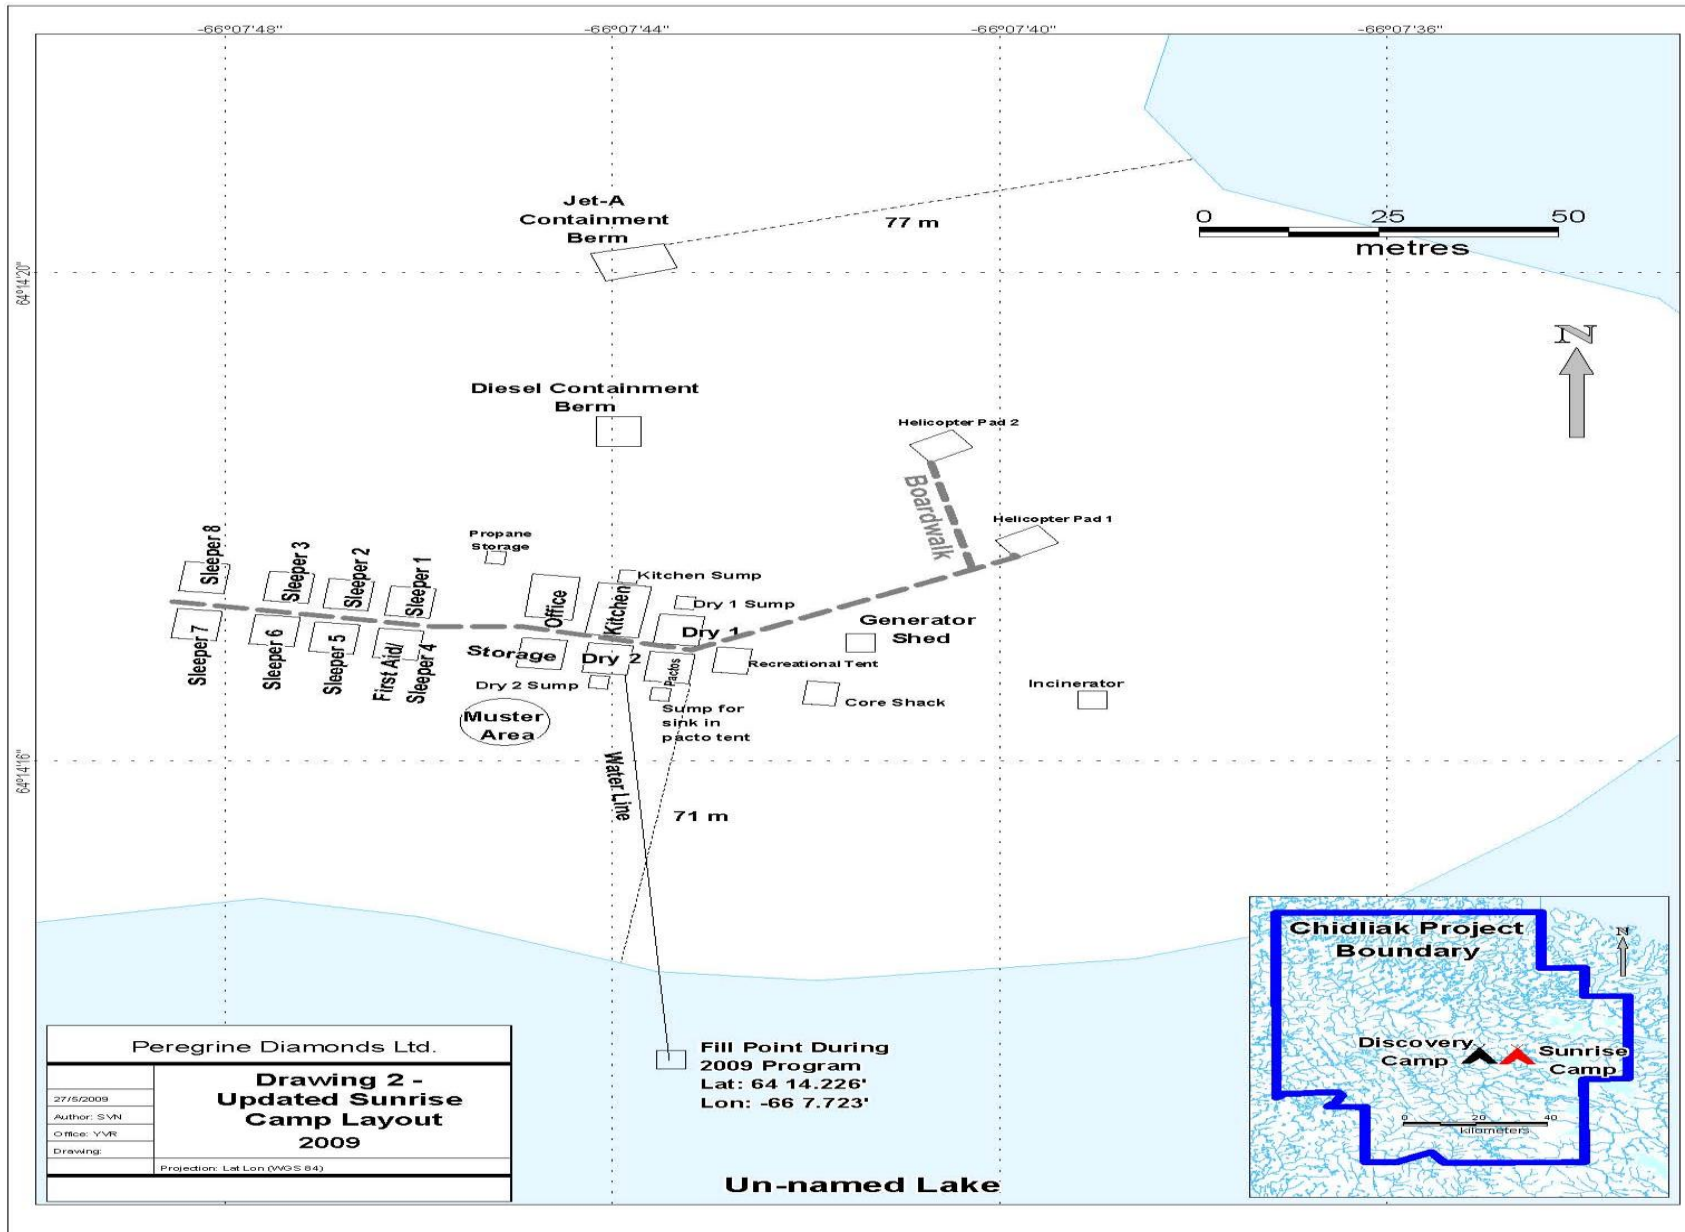 -66°07'48"
-66°07'44"
-66°07'40"
-66°07'36"
64°14'20"
64°14'16"
Jet-A
Containment
Berm
77 m
0 25 50
metres
N
Diesel Containment
Berm
Helicopter Pad 2
Boardwalk
Helicopter Pad 1
Propane
Storage
Sleeper 8
Sleeper 3
Sleeper 2
Sleeper 1
Office
Kitchen
Kitchen Sump
Dry 1 Sump
Dry 1
Generator
Shed
Sleeper 7
Sleeper 6
Sleeper 5
First Aid/
Sleeper 4
Storage
Dry 2
Pactos
Recreational Tent
Dry 2 Sump
Sump for
sink in
pacto tent
Core Shack
Incinerator
Muster
Area
Water Line
71 m
Fill Point During
2009 Program
Lat: 64 14.226'
Lon: -66 7.723'
Un-named Lake
Peregrine Diamonds Ltd.
Drawing 2 -
Updated Sunrise
Camp Layout
2009
27/5/2009
Author: SVN
Office: YVR
Drawing:
Projection: Lat Lon (WGS 84)
Chidliak Project
Boundary
N
Discovery
Camp
Sunrise
Camp
0 20 40
kilometers